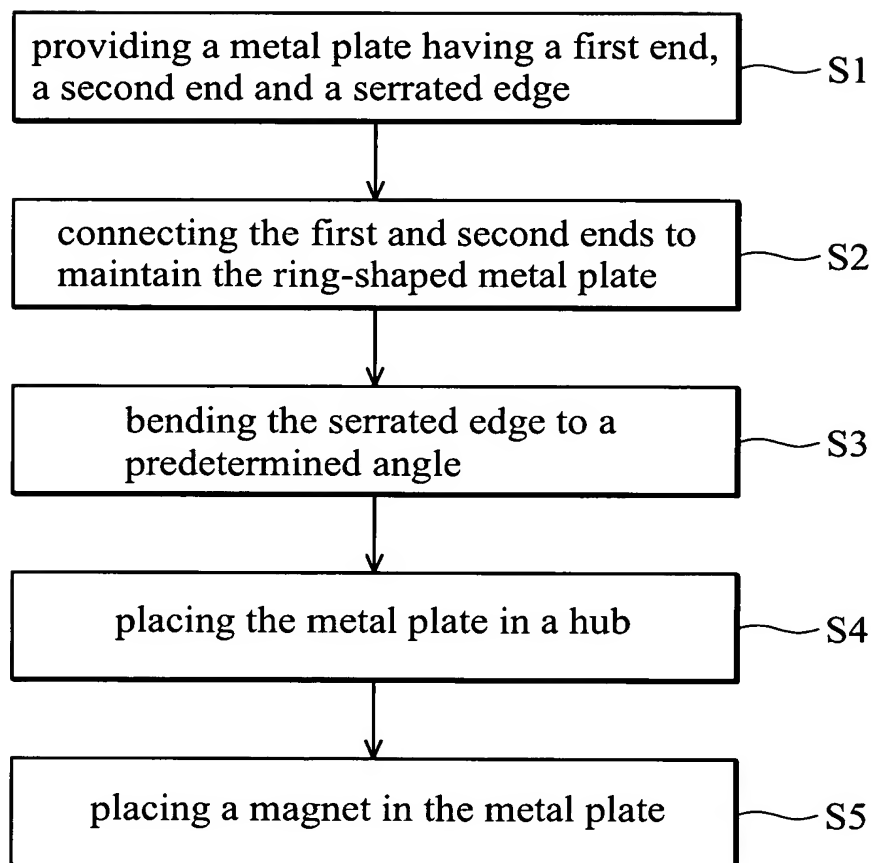 providing a metal plate having a first end,
a second end and a serrated edge
S1
connecting the first and second ends to
maintain the ring-shaped metal plate
S2
bending the serrated edge to a
predetermined angle
S3
placing the metal plate in a hub
S4
placing a magnet in the metal plate
S5